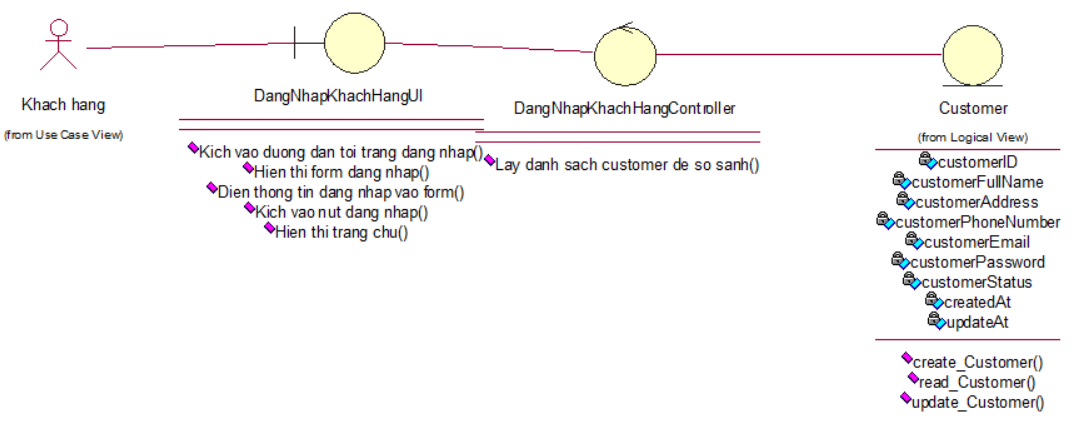 Khach hang
(from Use Case View)
DangNhapKhachHangUI
Kich vao duong dan toi trang dang nhap()
Hien thi form dang nhap()
Dien thong tin dang nhap vao form()
Kich vao nut dang nhap()
Hien thi trang chu()
DangNhapKhachHangController
Lay danh sach customer de so sanh()
Customer
(from Logical View)
customerID
customerFullName
customerAddress
customerPhoneNumber
customerEmail
customerPassword
customerStatus
createdAt
updateAt
create_Customer()
read_Customer()
update_Customer()